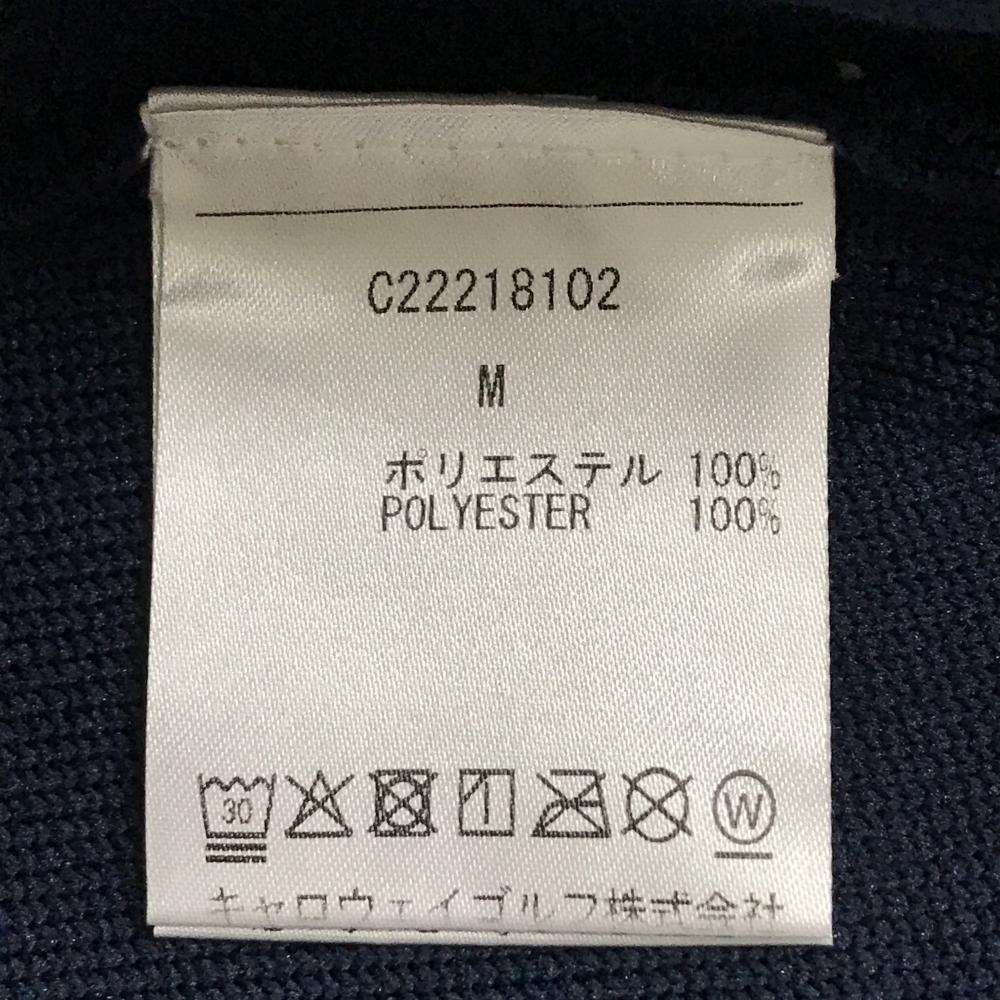 C22218102
M
ポリエステル 100%
POLYESTER 100%
30 W
キャロウェイゴルフ株式会社